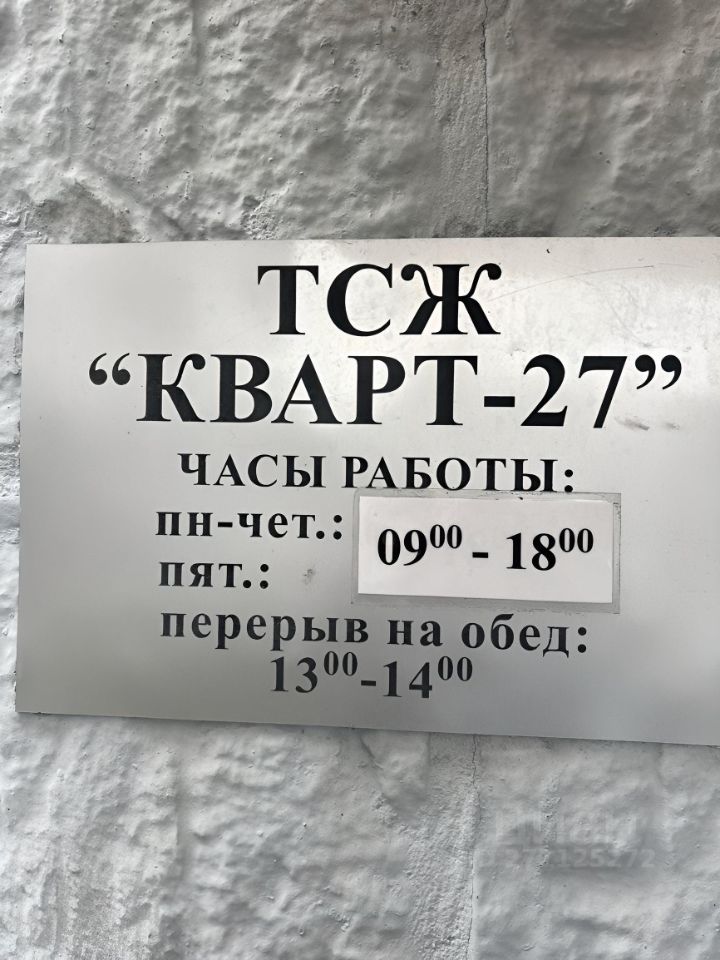 ТСЖ
“КВАРТ-27”
ЧАСЫ РАБОТЫ:
пн-чет.:
09⁰⁰ - 18⁰⁰
пят.:
перерыв на обед:
13⁰⁰-14⁰⁰